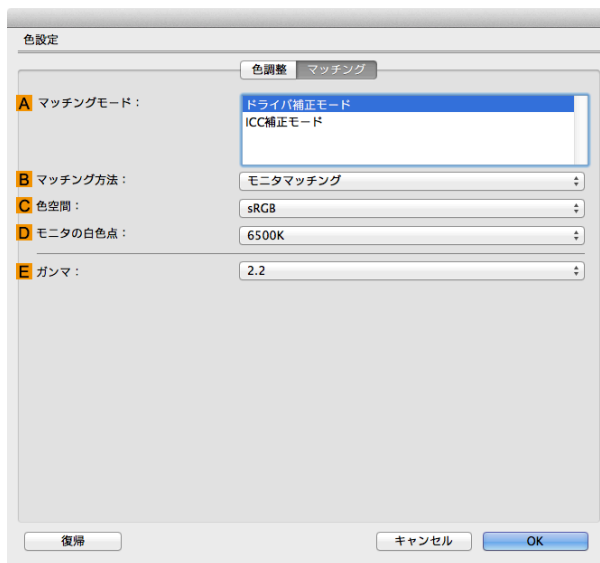 色設定
色調整 マッチング
A マッチングモード： ドライバ補正モード
ICC補正モード
B マッチング方法： モニタマッチング
C 色空間： sRGB
D モニタの白色点： 6500K
E ガンマ： 2.2
復帰 キャンセル OK